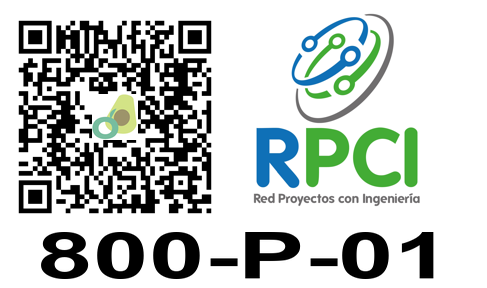 RPCI
Red Proyectos con Ingeniería
800-P-01